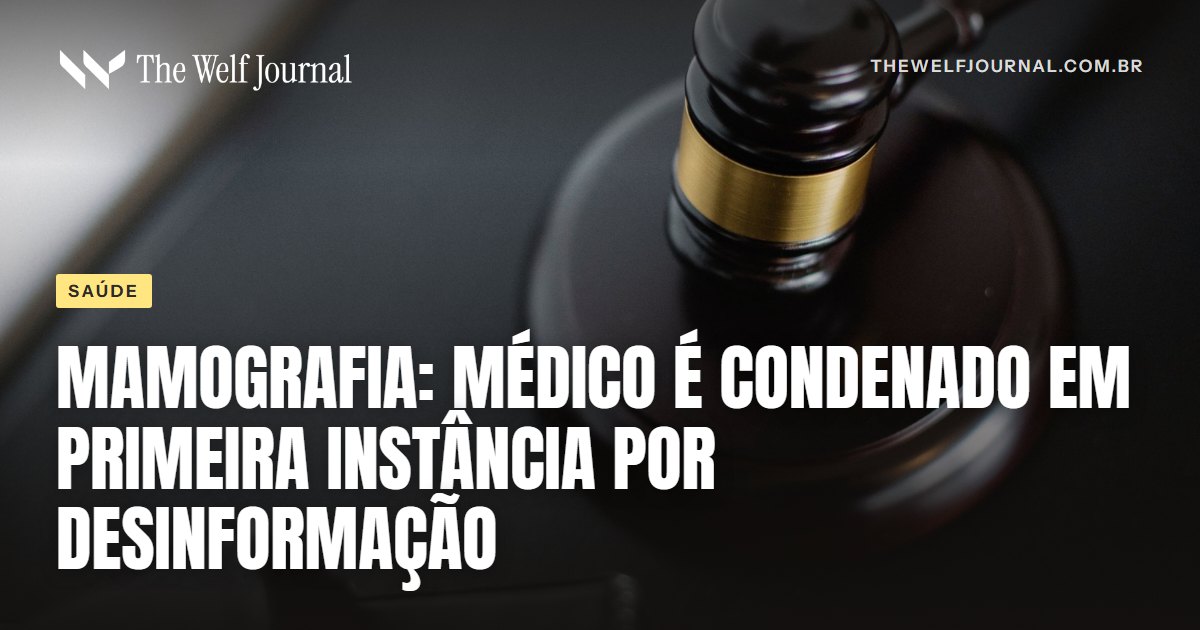 The Welf Journal
THEWELFJOURNAL.COM.BR
SAÚDE
MAMOGRAFIA: MÉDICO É CONDENADO EM
PRIMEIRA INSTÂNCIA POR
DESINFORMAÇÃO